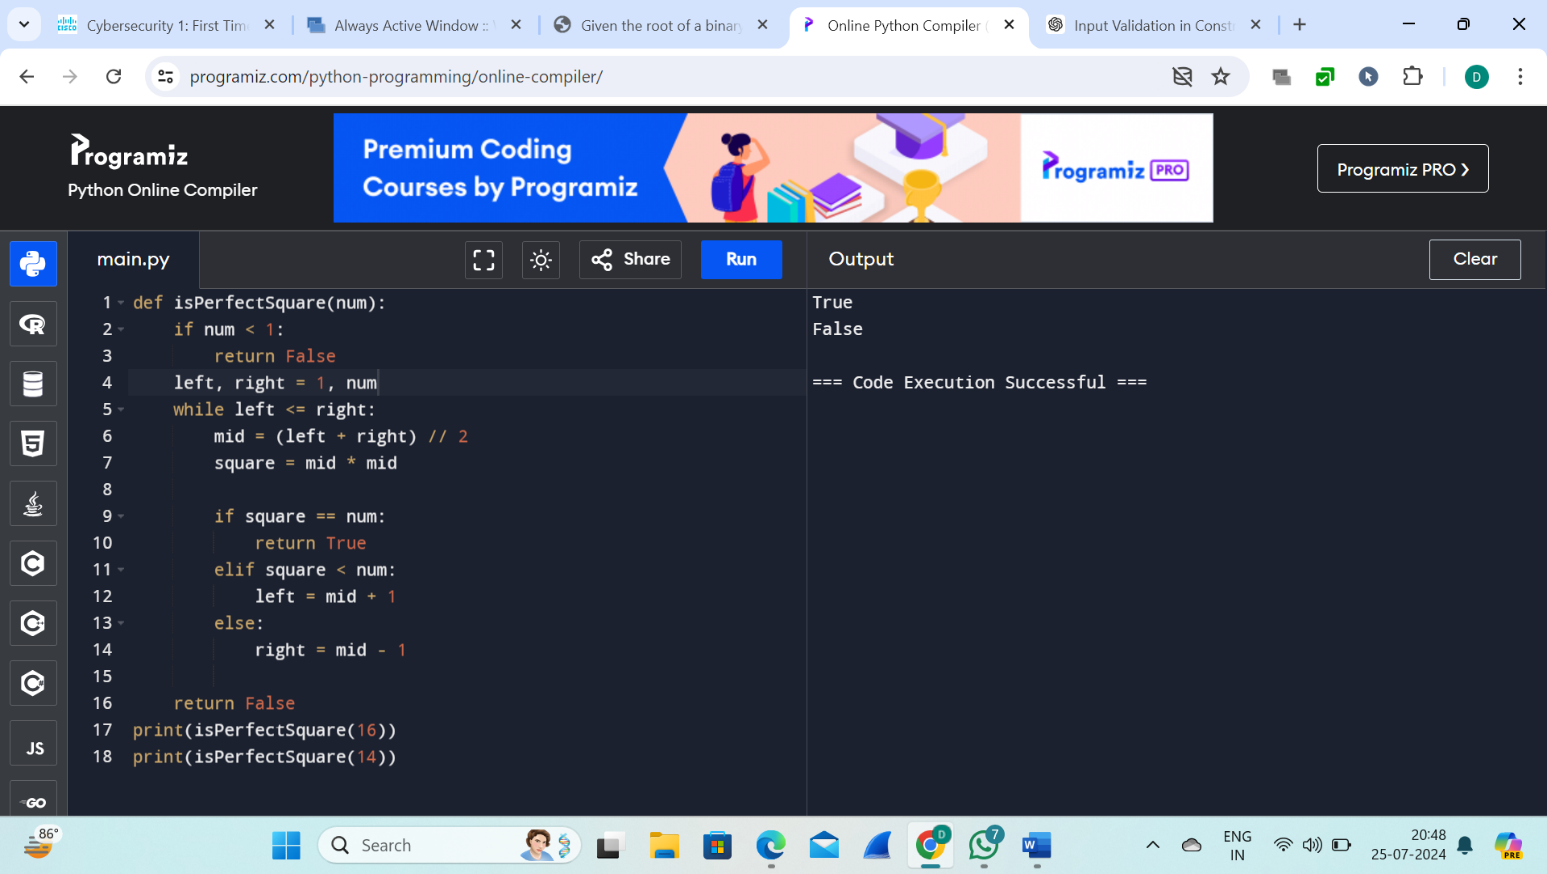 Cybersecurity 1: First Tim
Always Active Window ::
Given the root of a binary
Online Python Compiler (
Input Validation in Constr
programiz.com/python-programming/online-compiler/
D
Programiz
Python Online Compiler
Premium Coding
Courses by Programiz
Programiz PRO
Programiz PRO ❯
main.py
Share
Run
Output
Clear
1 def isPerfectSquare(num):
2     if num < 1:
3         return False
4     left, right = 1, num
5     while left <= right:
6         mid = (left + right) // 2
7         square = mid * mid
8
9         if square == num:
10             return True
11         elif square < num:
12             left = mid + 1
13         else:
14             right = mid - 1
15
16     return False
17 print(isPerfectSquare(16))
18 print(isPerfectSquare(14))
True
False
=== Code Execution Successful ===
JS
GO
86°
Search
D
7
W
ENG
IN
20:48
25-07-2024
PRE